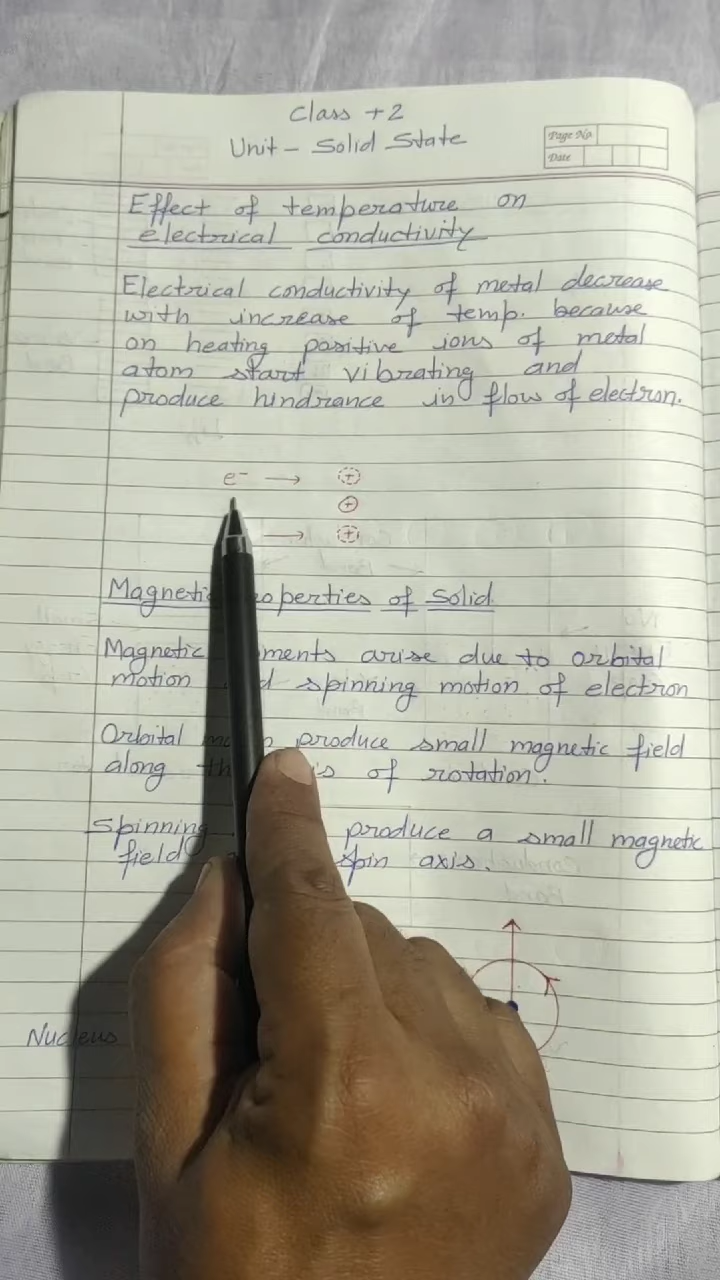 Class +2
Unit - Solid State
Page No.
Date
Effect of temperature on
electrical conductivity
Electrical conductivity of metal decrease
with increase of temp. because
on heating positive ions of metal
atom start vibrating and
produce hindrance in flow of electron.
e⁻ → (+)
(+)
→ (+)
Magnetic properties of Solid
Magnetic ments arise due to orbital
motion d spinning motion of electron
Orbital produce small magnetic field
along of rotation.
Spinning produce a small magnetic
field spin axis.
Nucleus